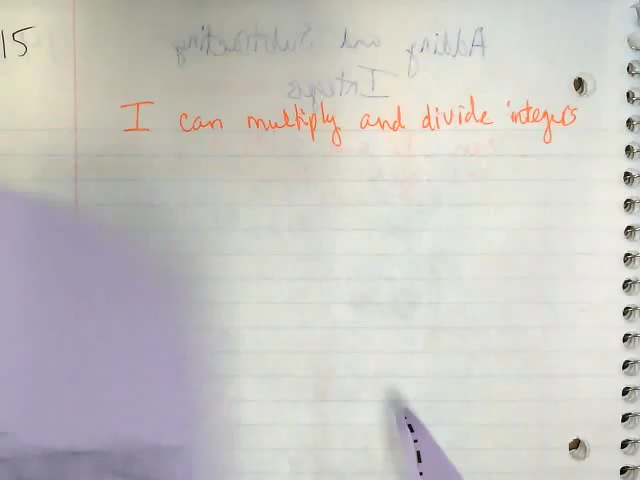 15
Adding and Subtracting
Integers
I can multiply and divide integers